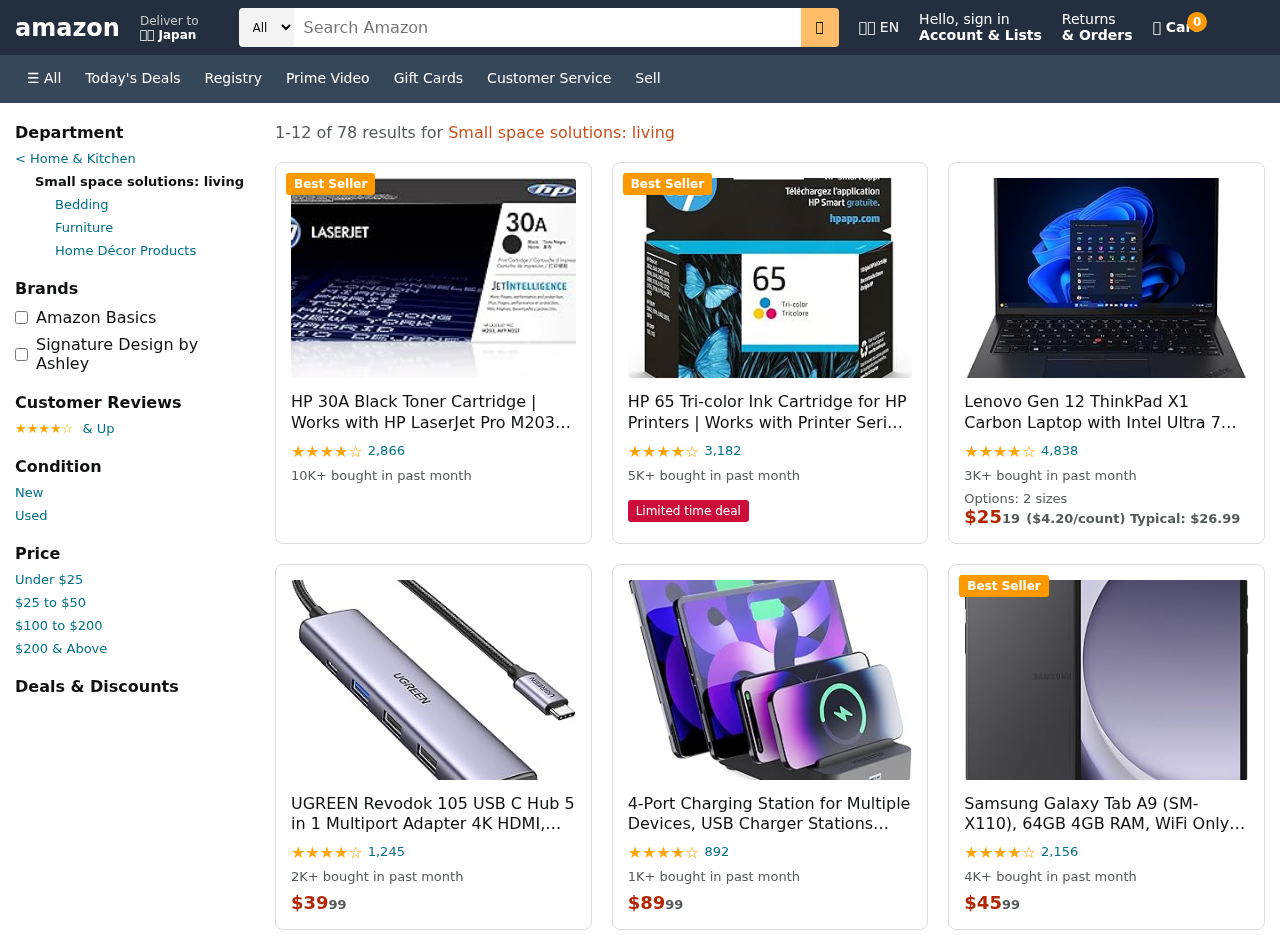 amazon
Deliver to
Japan
All
Search Amazon
EN
Hello, sign in
Account & Lists
Returns
& Orders
0
☰ All
Today's Deals
Registry
Prime Video
Gift Cards
Customer Service
Sell
Department
< Home & Kitchen
Small space solutions: living
Bedding
Furniture
Home Décor Products
Brands
Amazon Basics
Signature Design by
Ashley
Customer Reviews
★★★★☆ & Up
Condition
New
Used
Price
Under $25
$25 to $50
$100 to $200
$200 & Above
Deals & Discounts
1-12 of 78 results for Small space solutions: living
Best Seller
hp
30A
LASERJET
Black
JETINTELLIGENCE
HP 30A Black Toner Cartridge |
Works with HP LaserJet Pro M203…
★★★★☆ 2,866
10K+ bought in past month
Best Seller
Téléchargez l'application
HP Smart gratuite.
hpapp.com
65
Tri-color
Tricolore
HP 65 Tri-color Ink Cartridge for HP
Printers | Works with Printer Seri…
★★★★☆ 3,182
5K+ bought in past month
Limited time deal
Lenovo Gen 12 ThinkPad X1
Carbon Laptop with Intel Ultra 7…
★★★★☆ 4,838
3K+ bought in past month
Options: 2 sizes
$2519 ($4.20/count) Typical: $26.99
UGREEN
UGREEN
UGREEN Revodok 105 USB C Hub 5
in 1 Multiport Adapter 4K HDMI,…
★★★★☆ 1,245
2K+ bought in past month
$3999
4-Port Charging Station for Multiple
Devices, USB Charger Stations…
★★★★☆ 892
1K+ bought in past month
$8999
Best Seller
SAMSUNG
Samsung Galaxy Tab A9 (SM-
X110), 64GB 4GB RAM, WiFi Only…
★★★★☆ 2,156
4K+ bought in past month
$4599